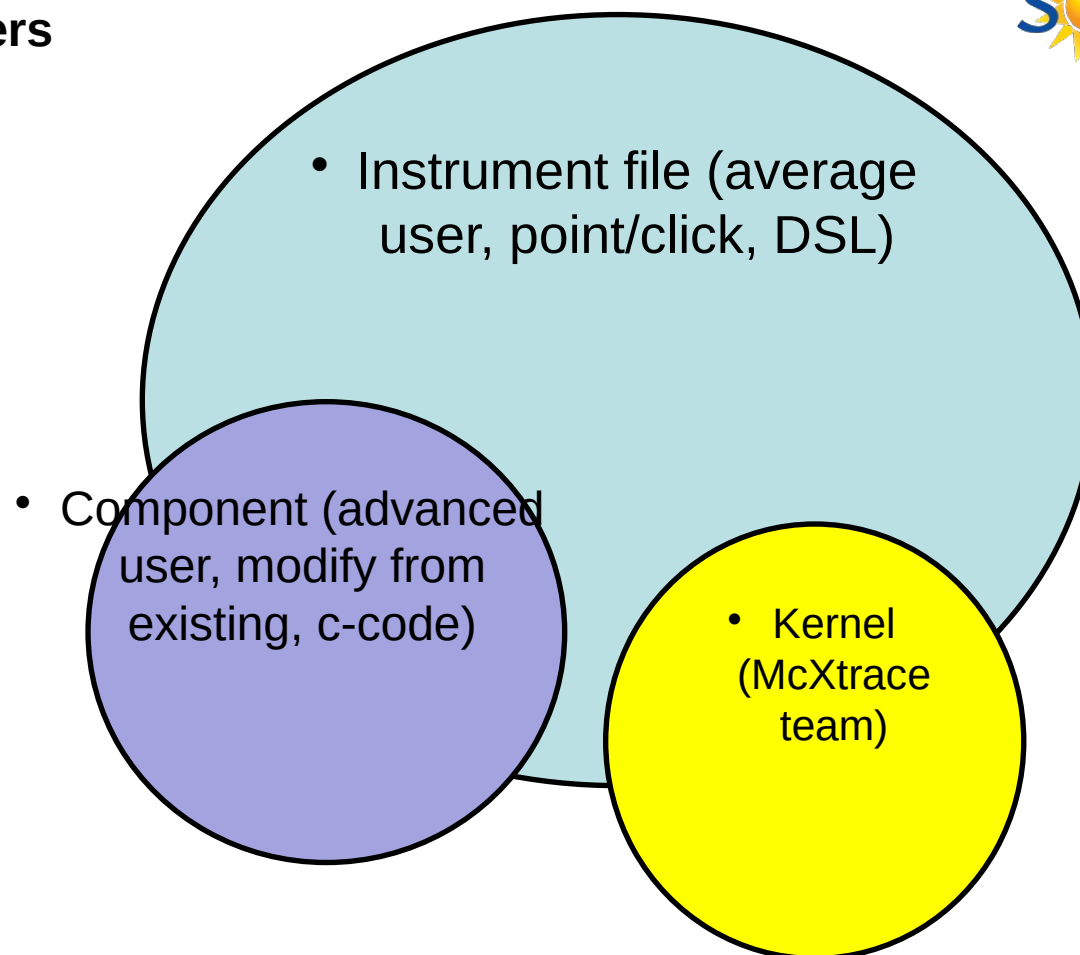 ers
• Instrument file (average
user, point/click, DSL)
• Component (advanced
user, modify from
existing, c-code)
• Kernel
(McXtrace
team)